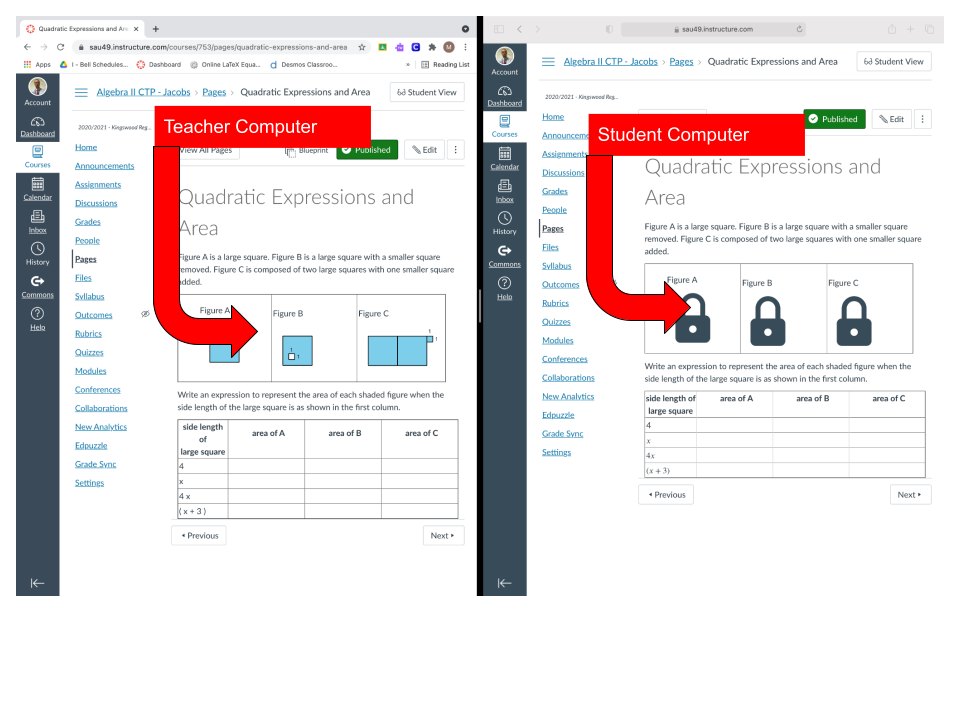 Quadratic Expressions and Are
sau49.instructure.com/courses/753/pages/quadratic-expressions-and-area
M
Apps
I - Bell Schedules...
Dashboard
Online LaTeX Equa...
Desmos Classroo...
»
Reading List
Account
Dashboard
Courses
Calendar
Inbox
History
Commons
Help
Algebra II CTP - Jacobs > Pages > Quadratic Expressions and Area
Student View
2020/2021 - Kingswood Reg...
Teacher Computer
Home
Announcements
Assignments
Discussions
Grades
People
Pages
Files
Syllabus
Outcomes
Rubrics
Quizzes
Modules
Conferences
Collaborations
New Analytics
Edpuzzle
Grade Sync
Settings
View All Pages
Blueprint
Published
Edit
Quadratic Expressions and
Area
Figure A is a large square. Figure B is a large square with a smaller square
removed. Figure C is composed of two large squares with one smaller square
added.
Figure A
Figure B
Figure C
1
1
1
1
Write an expression to represent the area of each shaded figure when the
side length of the large square is as shown in the first column.
side length
of
large square
area of A
area of B
area of C
4
x
4 x
( x + 3 )
Previous
Next
sau49.instructure.com
Account
Dashboard
Courses
Calendar
Inbox
History
Commons
Help
Algebra II CTP - Jacobs > Pages > Quadratic Expressions and Area
Student View
2020/2021 - Kingswood Reg...
Student Computer
Home
Announceme
Assignments
Discussions
Grades
People
Pages
Files
Syllabus
Outcomes
Rubrics
Quizzes
Modules
Conferences
Collaborations
New Analytics
Edpuzzle
Grade Sync
Settings
Published
Edit
Quadratic Expressions and
Area
Figure A is a large square. Figure B is a large square with a smaller square
removed. Figure C is composed of two large squares with one smaller square
added.
Figure A
Figure B
Figure C
Write an expression to represent the area of each shaded figure when the
side length of the large square is as shown in the first column.
side length of
large square
area of A
area of B
area of C
4
x
4x
(x + 3)
Previous
Next